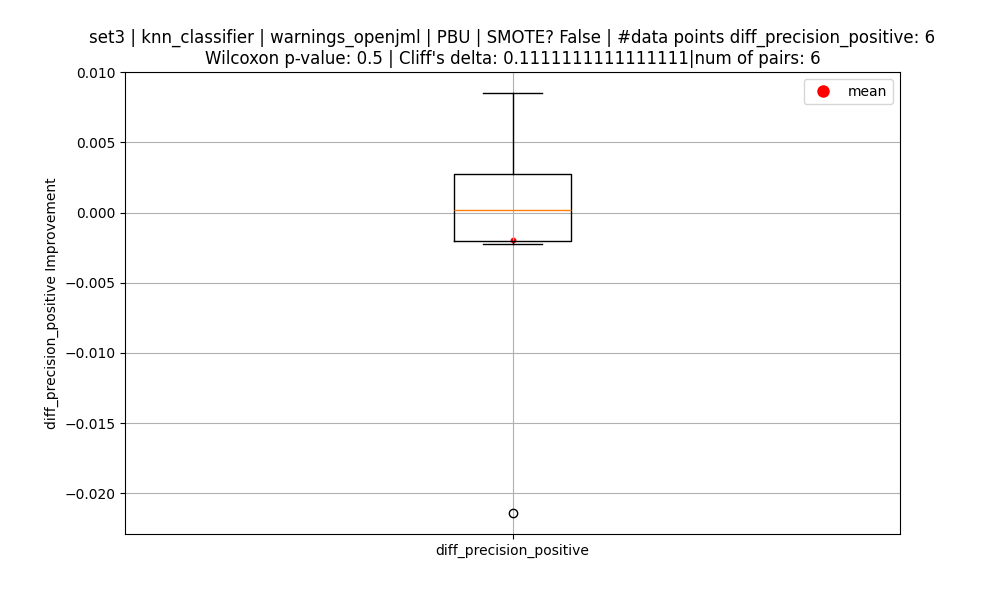 set3 | knn_classifier | warnings_openjml | PBU | SMOTE? False | #data points diff_precision_positive: 6
Wilcoxon p-value: 0.5 | Cliff's delta: 0.1111111111111111|num of pairs: 6
mean
0.010
0.005
0.000
−0.005
−0.010
−0.015
−0.020
diff_precision_positive Improvement
diff_precision_positive